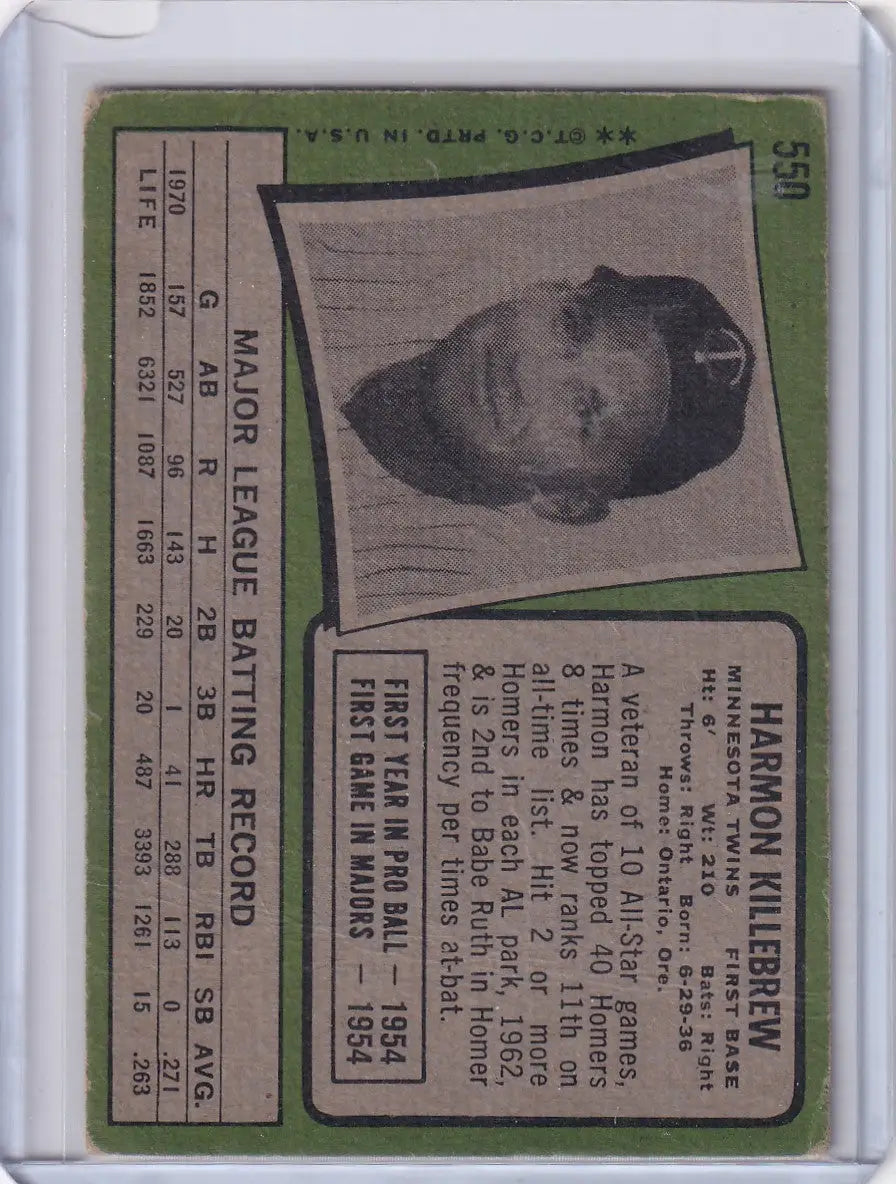 550
HARMON KILLEBREW
MINNESOTA TWINS FIRST BASE
Ht: 6' Wt: 210 Bats: Right
Throws: Right Born: 6-29-36
Home: Ontario, Ore.
A veteran of 10 All-Star games,
Harmon has topped 40 Homers
8 times & now ranks 11th on
all-time list. Hit 2 or more
Homers in each AL park, 1962,
& is 2nd to Babe Ruth in Homer
frequency per times at-bat.
FIRST YEAR IN PRO BALL — 1954
FIRST GAME IN MAJORS — 1954
**©T.C.G. PRTD. IN U.S.A.
MAJOR LEAGUE BATTING RECORD
G AB R H 2B 3B HR TB RBI SB AVG.
1970 157 527 96 143 20 1 41 288 113 0 .271
LIFE 1852 6321 1087 1663 229 20 487 3393 1261 15 .263